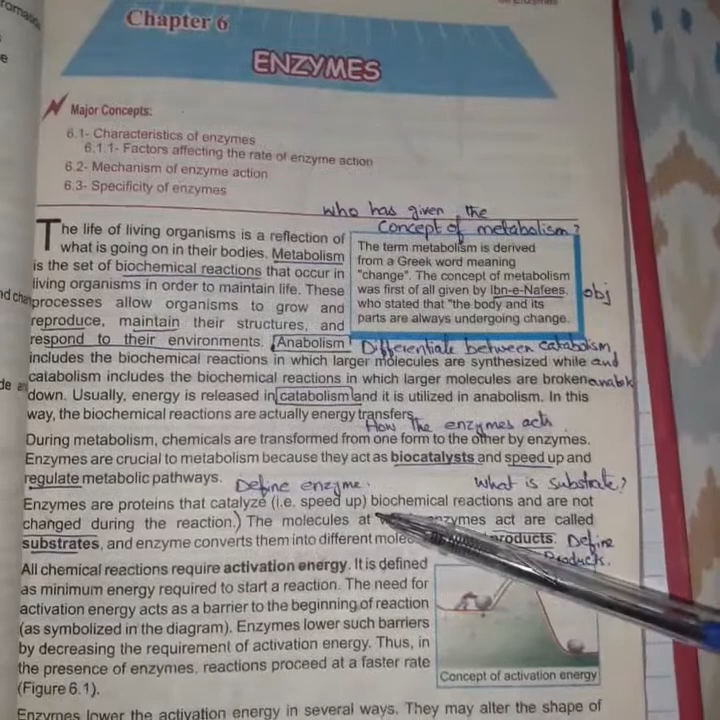 Chapter 6
ENZYMES
Major Concepts:
6.1- Characteristics of enzymes
6.1.1- Factors affecting the rate of enzyme action
6.2- Mechanism of enzyme action
6.3- Specificity of enzymes
who has given the
Concept of metabolism?
The life of living organisms is a reflection of
what is going on in their bodies. Metabolism
is the set of biochemical reactions that occur in
living organisms in order to maintain life. These
processes allow organisms to grow and
reproduce, maintain their structures, and
respond to their environments. Anabolism
The term metabolism is derived
from a Greek word meaning
"change". The concept of metabolism
was first of all given by Ibn-e-Nafees,
who stated that "the body and its
parts are always undergoing change.
obj
Differentiate between catabolism
and
anabol
includes the biochemical reactions in which larger molecules are synthesized while
catabolism includes the biochemical reactions in which larger molecules are broken
down. Usually, energy is released in catabolism and it is utilized in anabolism. In this
way, the biochemical reactions are actually energy transfers.
How the enzymes acts
During metabolism, chemicals are transformed from one form to the other by enzymes.
Enzymes are crucial to metabolism because they act as biocatalysts and speed up and
regulate metabolic pathways.
Define enzyme.
What is substrate?
Enzymes are proteins that catalyze (i.e. speed up) biochemical reactions and are not
changed during the reaction.) The molecules at enzymes act are called
substrates, and enzyme converts them into different products.
Define
Products.
All chemical reactions require activation energy. It is defined
as minimum energy required to start a reaction. The need for
activation energy acts as a barrier to the beginning of reaction
(as symbolized in the diagram). Enzymes lower such barriers
by decreasing the requirement of activation energy. Thus, in
the presence of enzymes, reactions proceed at a faster rate
(Figure 6.1).
Concept of activation energy
Enzymes lower the activation energy in several ways. They may alter the shape of